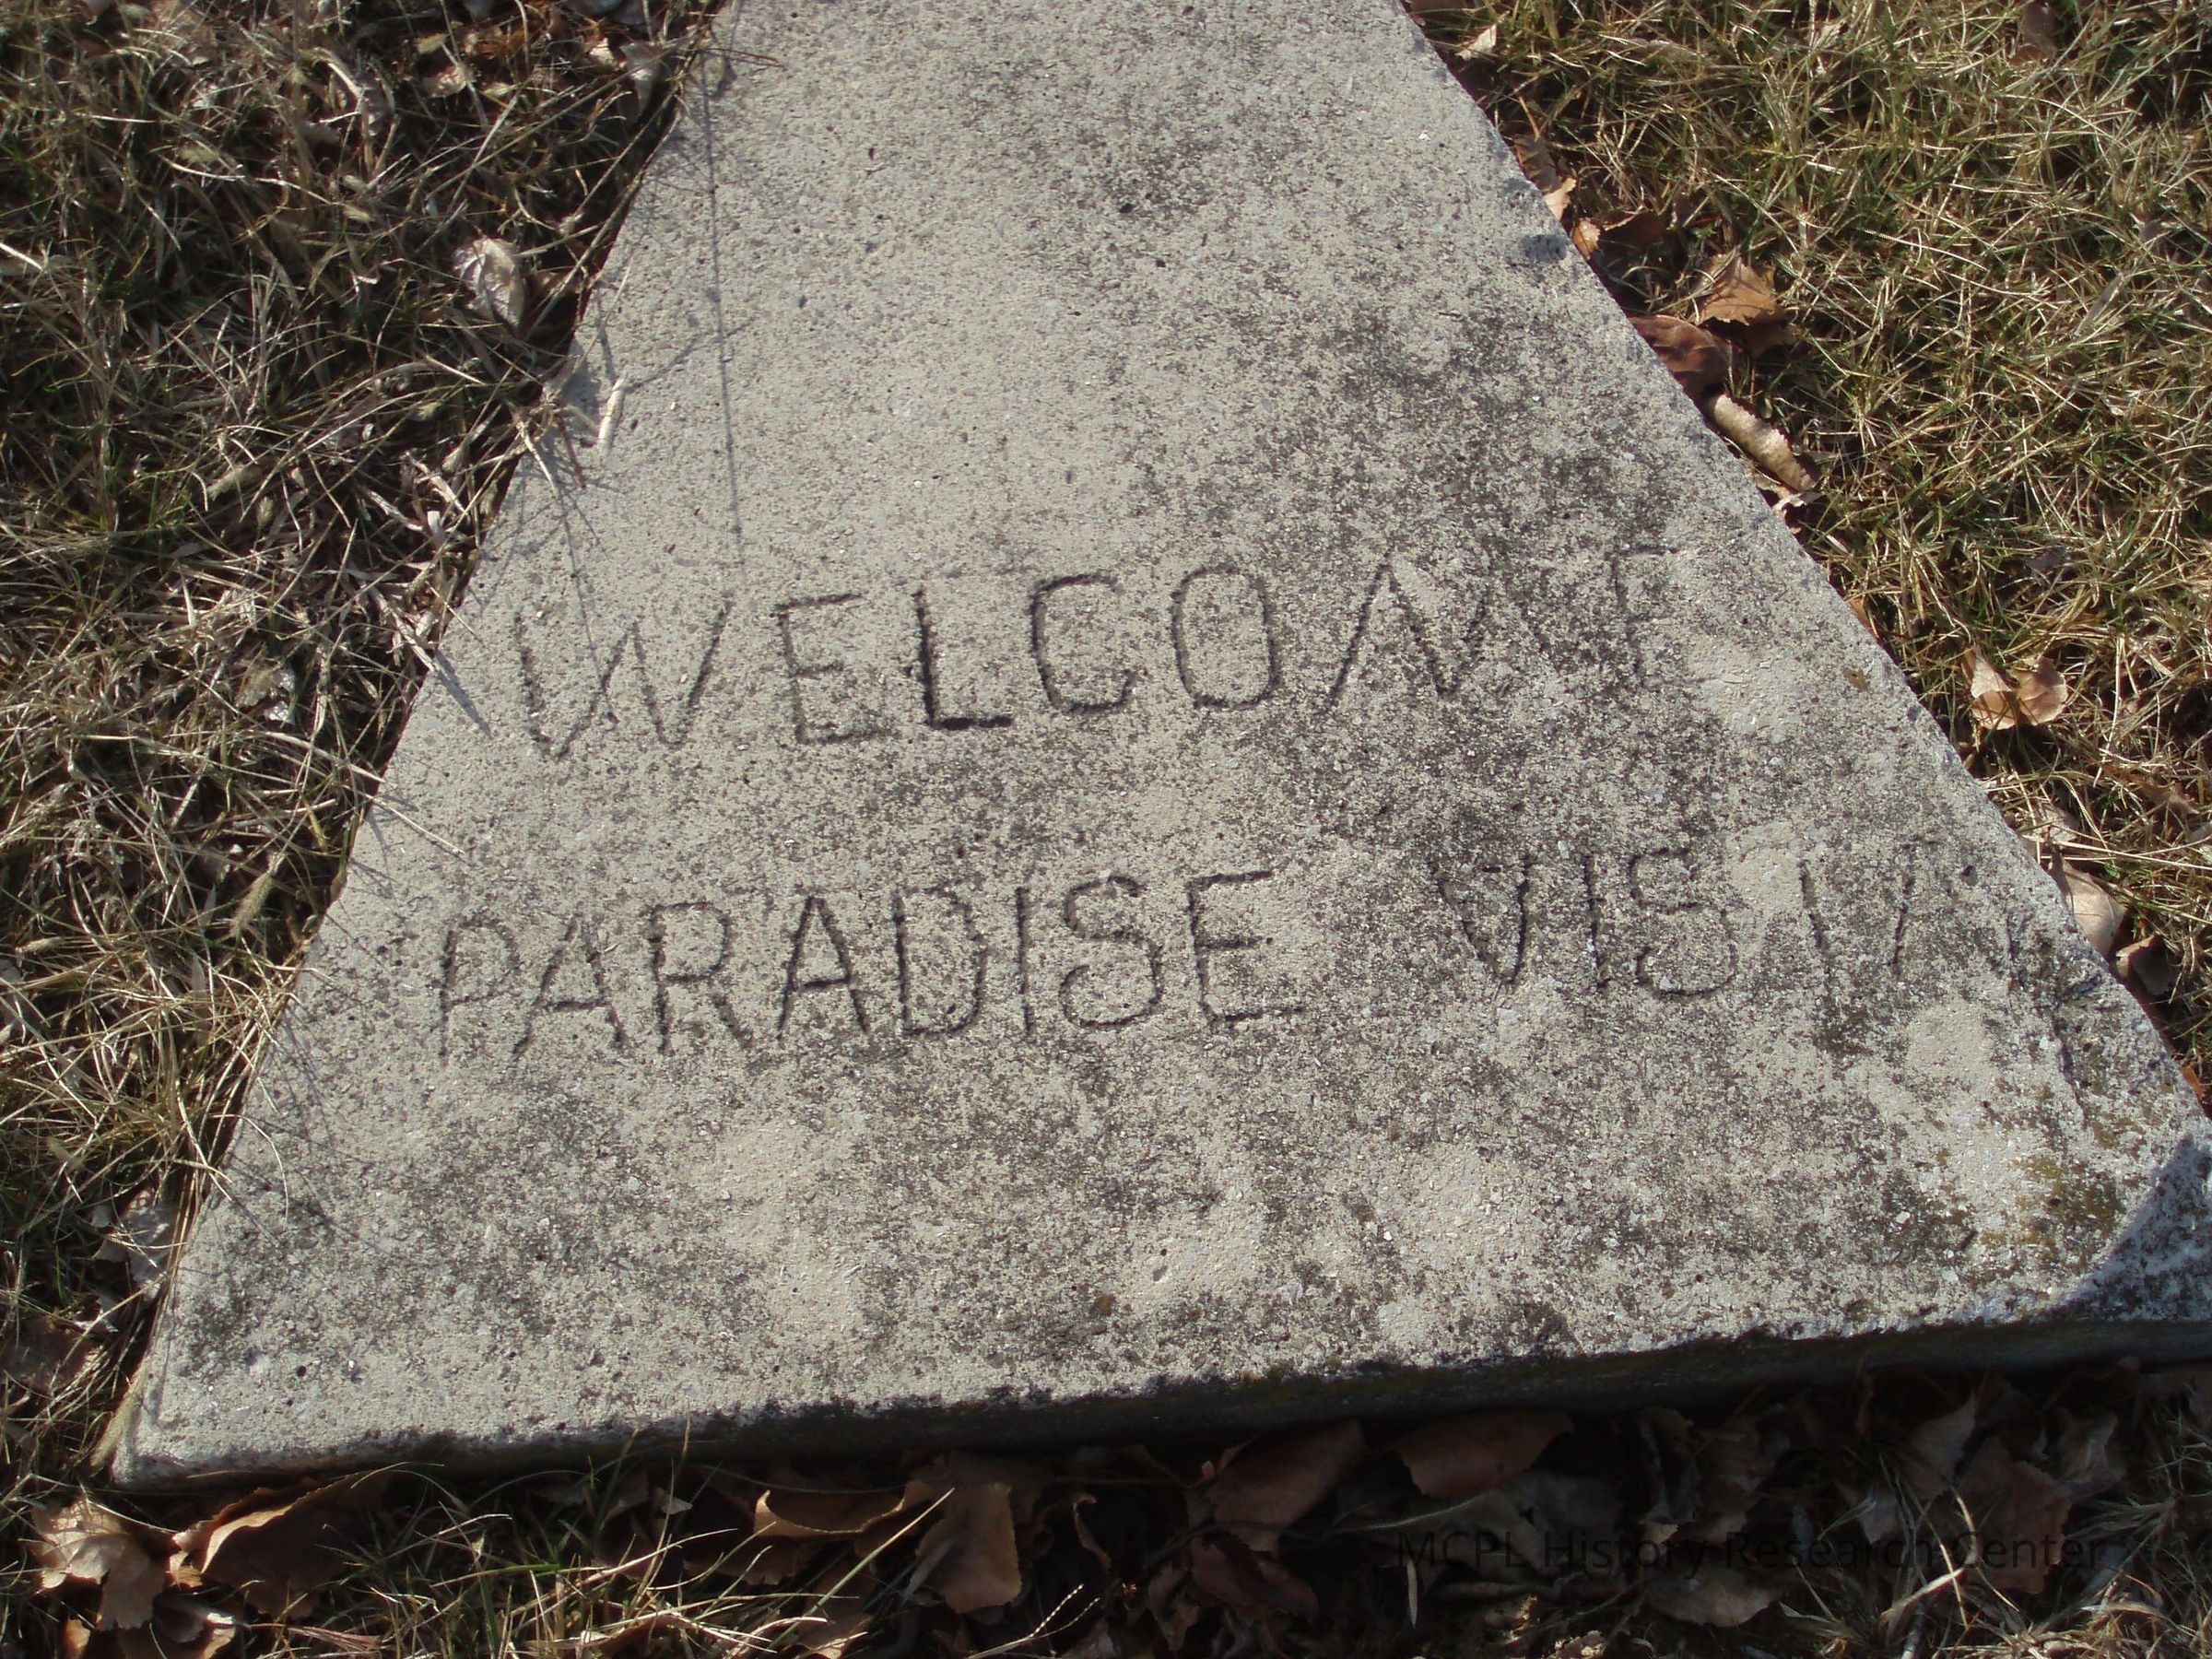 WELCOME
PARADISE
MCPL History Research Center